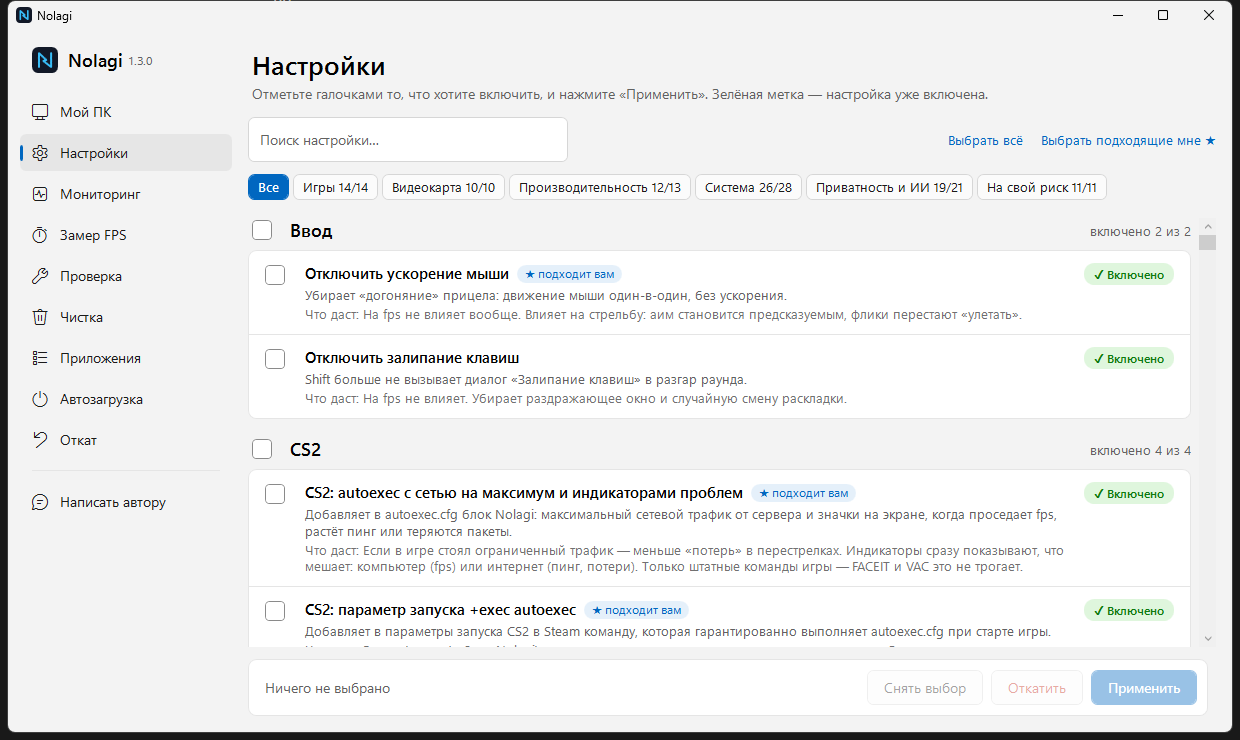 Nolagi
Nolagi 1.3.0
Мой ПК
Настройки
Мониторинг
Замер FPS
Проверка
Чистка
Приложения
Автозагрузка
Откат
Написать автору
Настройки
Отметьте галочками то, что хотите включить, и нажмите «Применить». Зелёная метка — настройка уже включена.
Поиск настройки...
Выбрать всё
Выбрать подходящие мне ★
Все
Игры 14/14
Видеокарта 10/10
Производительность 12/13
Система 26/28
Приватность и ИИ 19/21
На свой риск 11/11
Ввод
включено 2 из 2
Отключить ускорение мыши ★ подходит вам
✓ Включено
Убирает «догоняние» прицела: движение мыши один-в-один, без ускорения.
Что даст: На fps не влияет вообще. Влияет на стрельбу: аим становится предсказуемым, флики перестают «улетать».
Отключить залипание клавиш
✓ Включено
Shift больше не вызывает диалог «Залипание клавиш» в разгар раунда.
Что даст: На fps не влияет. Убирает раздражающее окно и случайную смену раскладки.
CS2
включено 4 из 4
CS2: autoexec с сетью на максимум и индикаторами проблем ★ подходит вам
✓ Включено
Добавляет в autoexec.cfg блок Nolagi: максимальный сетевой трафик от сервера и значки на экране, когда проседает fps,
растёт пинг или теряются пакеты.
Что даст: Если в игре стоял ограниченный трафик — меньше «потерь» в перестрелках. Индикаторы сразу показывают, что
мешает: компьютер (fps) или интернет (пинг, потери). Только штатные команды игры — FACEIT и VAC это не трогает.
CS2: параметр запуска +exec autoexec ★ подходит вам
✓ Включено
Добавляет в параметры запуска CS2 в Steam команду, которая гарантированно выполняет autoexec.cfg при старте игры.
Ничего не выбрано
Снять выбор
Откатить
Применить